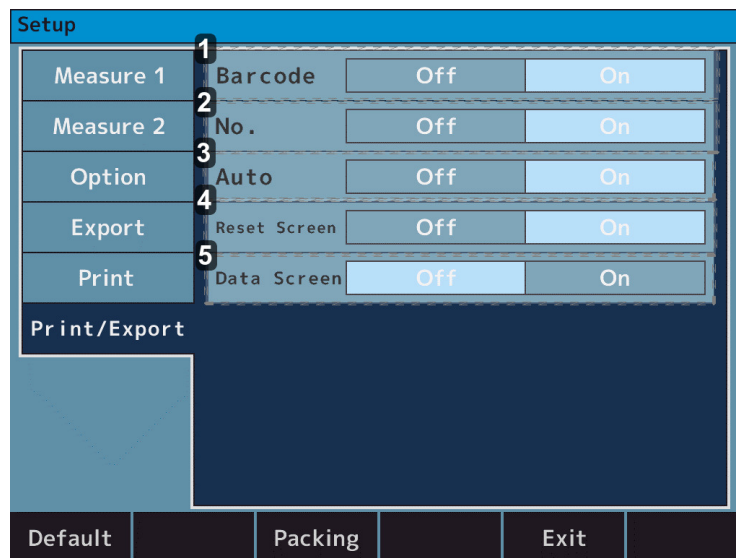 Setup
1
Measure 1 Barcode Off On
2
Measure 2 No. Off On
3
Option Auto Off On
4
Export Reset Screen Off On
5
Print Data Screen Off On
Print/Export
Default Packing Exit